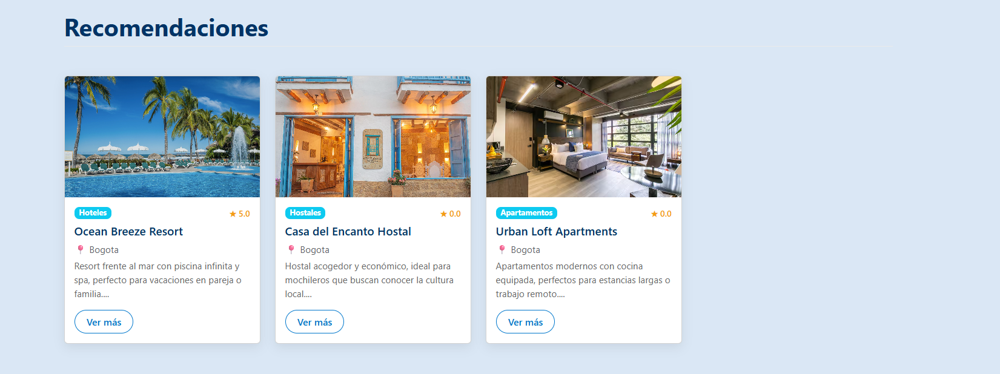 Recomendaciones
Hoteles
★ 5.0
Ocean Breeze Resort
Bogota
Resort frente al mar con piscina infinita y
spa, perfecto para vacaciones en pareja o
familia....
Ver más
Hostales
★ 0.0
Casa del Encanto Hostal
Bogota
Hostal acogedor y económico, ideal para
mochileros que buscan conocer la cultura
local....
Ver más
Apartamentos
★ 0.0
Urban Loft Apartments
Bogota
Apartamentos modernos con cocina
equipada, perfectos para estancias largas o
trabajo remoto....
Ver más